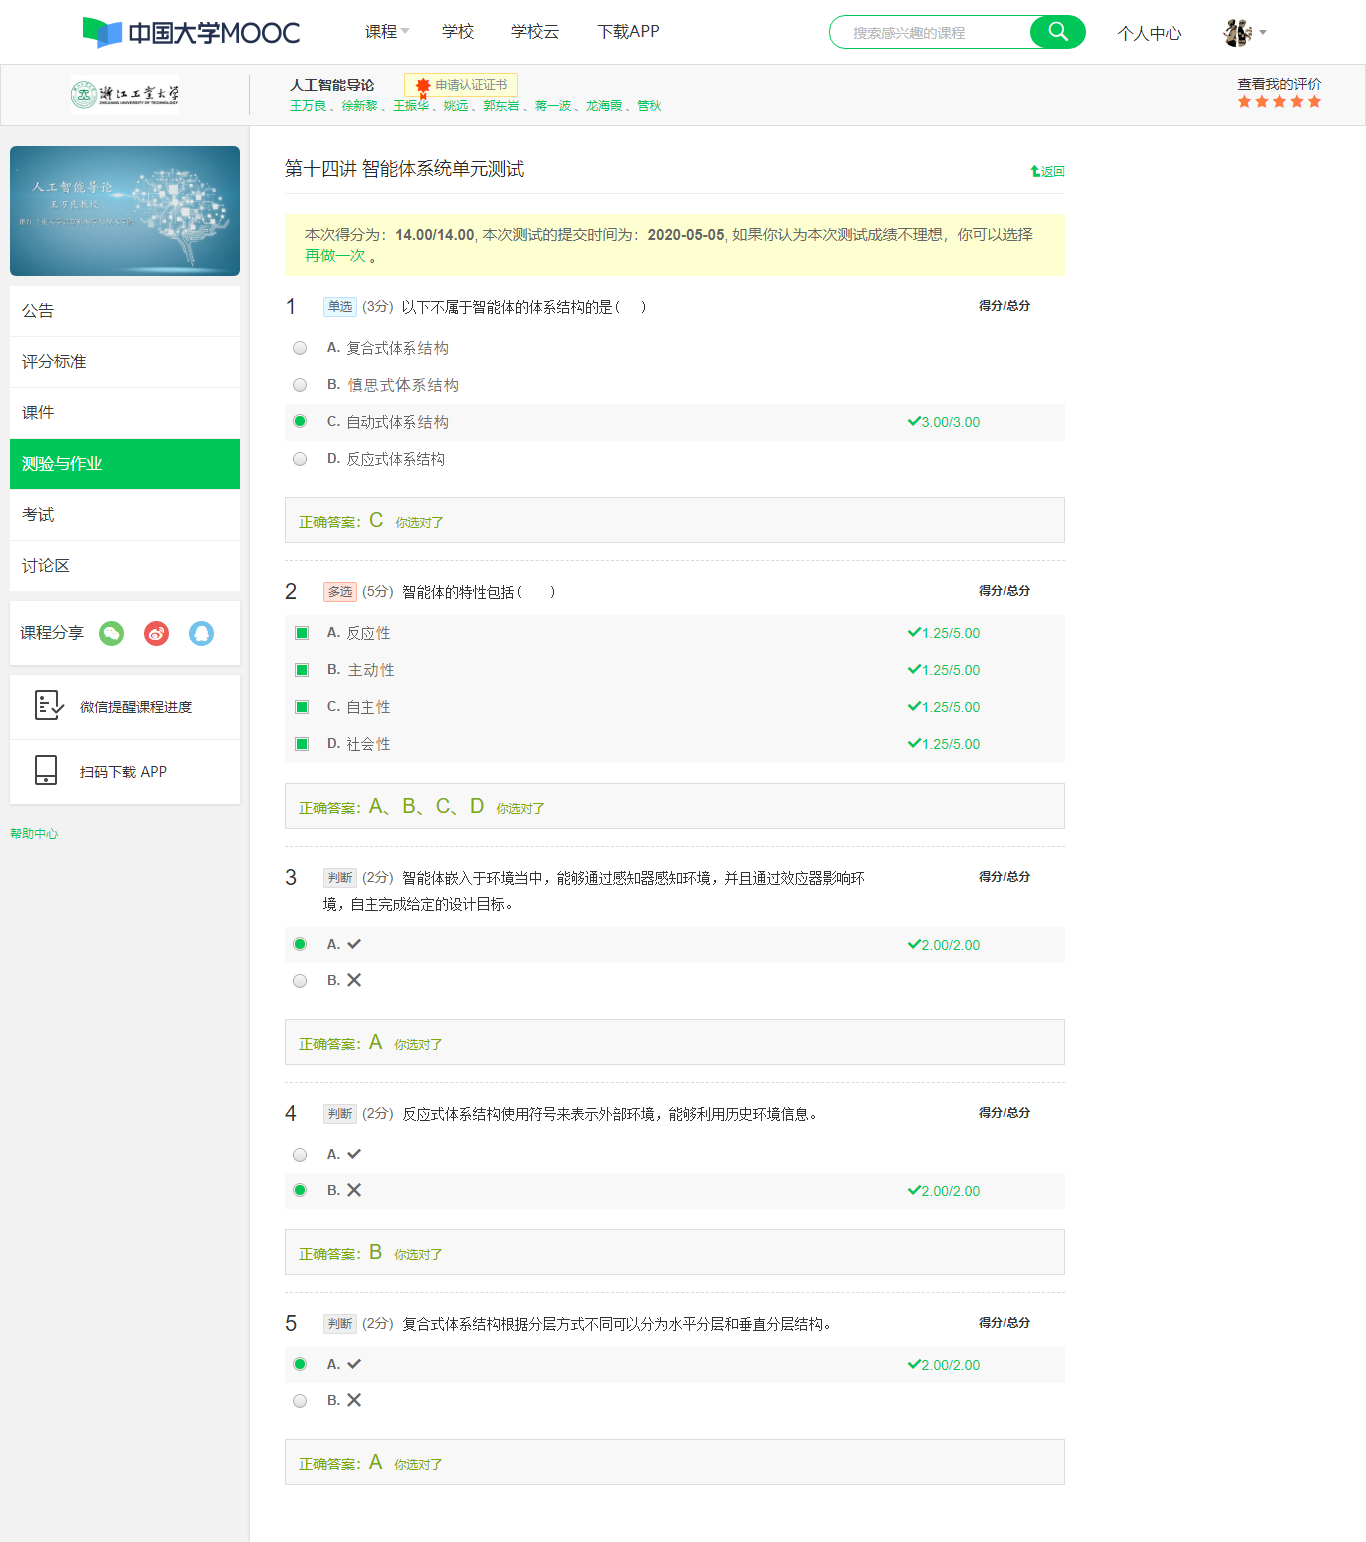 中国大学MOOC
课程
学校
学校云
下载APP
搜索感兴趣的课程
个人中心
浙江工业大学
ZHEJIANG UNIVERSITY OF TECHNOLOGY
人工智能导论
申请认证证书
王万良 、徐新黎 、王振华 、姚远 、郭东岩 、蒋一波 、龙海霞 、管秋
查看我的评价
人工智能导论
王万良教授
公告
评分标准
课件
测验与作业
考试
讨论区
课程分享
微信提醒课程进度
扫码下载 APP
帮助中心
第十四讲 智能体系统单元测试
返回
本次得分为：14.00/14.00, 本次测试的提交时间为：2020-05-05, 如果你认为本次测试成绩不理想，你可以选择
再做一次 。
1 单选 (3分) 以下不属于智能体的体系结构的是( ) 得分/总分
A. 复合式体系结构
B. 慎思式体系结构
C. 自动式体系结构 3.00/3.00
D. 反应式体系结构
正确答案：C 你选对了
2 多选 (5分) 智能体的特性包括( ) 得分/总分
A. 反应性 1.25/5.00
B. 主动性 1.25/5.00
C. 自主性 1.25/5.00
D. 社会性 1.25/5.00
正确答案：A、B、C、D 你选对了
3 判断 (2分) 智能体嵌入于环境当中，能够通过感知器感知环境，并且通过效应器影响环 得分/总分
境，自主完成给定的设计目标。
A. ✔ 2.00/2.00
B. ✕
正确答案：A 你选对了
4 判断 (2分) 反应式体系结构使用符号来表示外部环境，能够利用历史环境信息。 得分/总分
A. ✔
B. ✕ 2.00/2.00
正确答案：B 你选对了
5 判断 (2分) 复合式体系结构根据分层方式不同可以分为水平分层和垂直分层结构。 得分/总分
A. ✔ 2.00/2.00
B. ✕
正确答案：A 你选对了